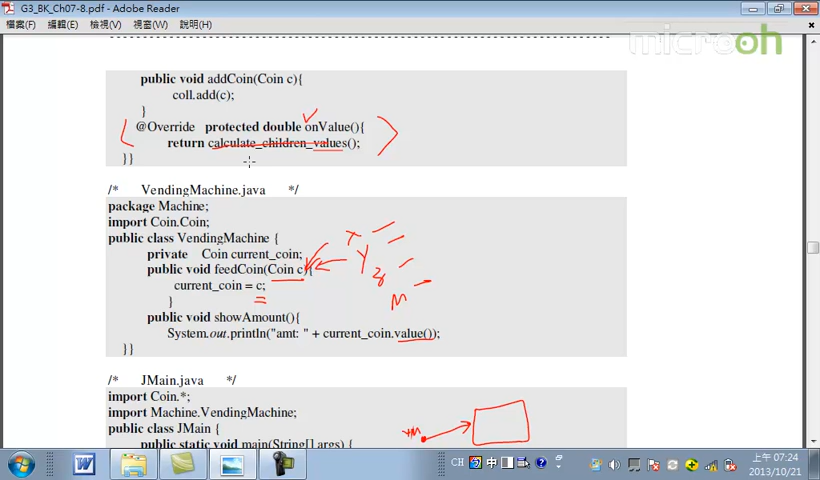 G3_BK_Ch07-8.pdf - Adobe Reader
檔案(F) 編輯(E) 檢視(V) 視窗(W) 說明(H)
microoh
public void addCoin(Coin c){
coll.add(c);
}
@Override protected double onValue(){
return calculate_children_values();
}}
/* VendingMachine.java */
package Machine;
import Coin.Coin;
public class VendingMachine {
private Coin current_coin;
public void feedCoin(Coin c){
current_coin = c;
}
public void showAmount(){
System.out.println("amt: " + current_coin.value());
}}
X
Y
Z
M
/* JMain.java */
import Coin.*;
import Machine.VendingMachine;
public class JMain {
public static void main(String[] args) {
CH 中
上午 07:24
2013/10/21